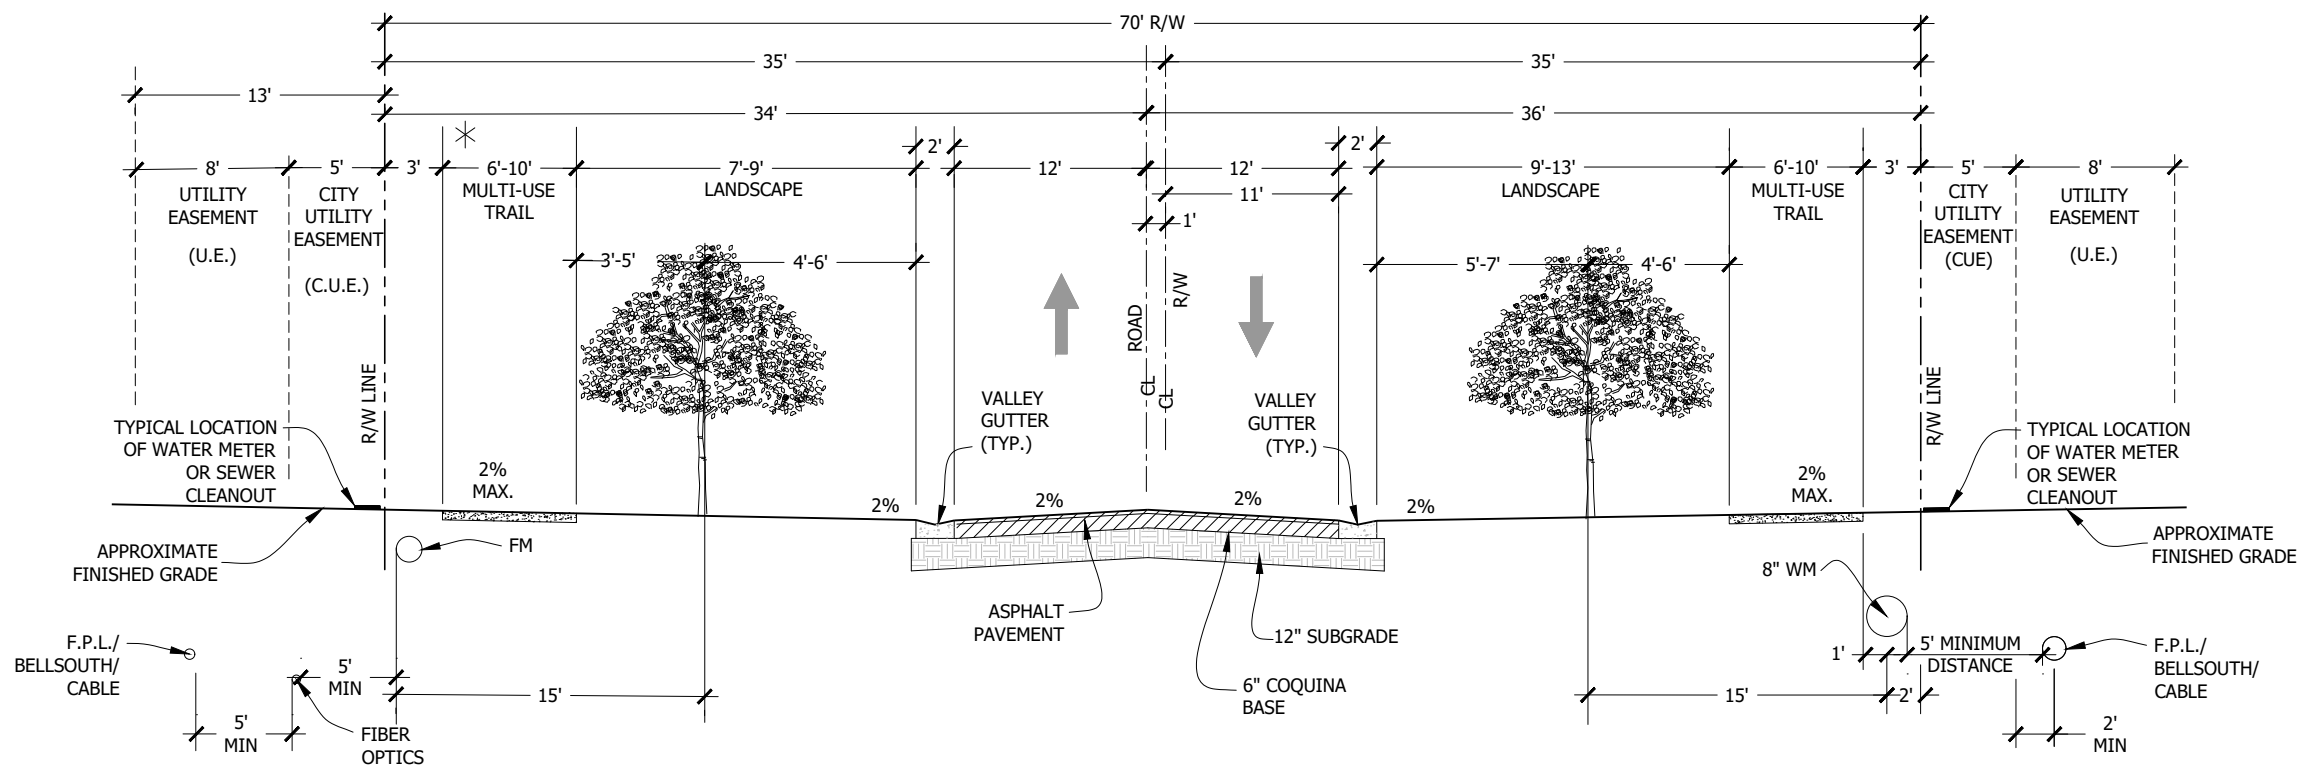 70' R/W
35'
35'
13'
34'
36'
2'
2'
8'
5'
3'
6'-10'
7'-9'
12'
12'
9'-13'
6'-10'
3'
5'
8'
UTILITY
EASEMENT
(U.E.)
CITY
UTILITY
EASEMENT
(C.U.E.)
MULTI-USE
TRAIL
LANDSCAPE
11'
1'
LANDSCAPE
MULTI-USE
TRAIL
CITY
UTILITY
EASEMENT
(CUE)
UTILITY
EASEMENT
(U.E.)
3'-5'
4'-6'
5'-7'
4'-6'
R/W LINE
CL ROAD
CL R/W
R/W LINE
VALLEY
GUTTER
(TYP.)
VALLEY
GUTTER
(TYP.)
TYPICAL LOCATION
OF WATER METER
OR SEWER
CLEANOUT
2%
MAX.
2%
2%
2%
2%
2%
MAX.
TYPICAL LOCATION
OF WATER METER
OR SEWER
CLEANOUT
APPROXIMATE
FINISHED GRADE
FM
8" WM
APPROXIMATE
FINISHED GRADE
ASPHALT
PAVEMENT
12" SUBGRADE
6" COQUINA
BASE
F.P.L./
BELLSOUTH/
CABLE
5'
MIN
15'
5'
MIN
FIBER
OPTICS
1'
5' MINIMUM
DISTANCE
F.P.L./
BELLSOUTH/
CABLE
15'
2'
2'
MIN